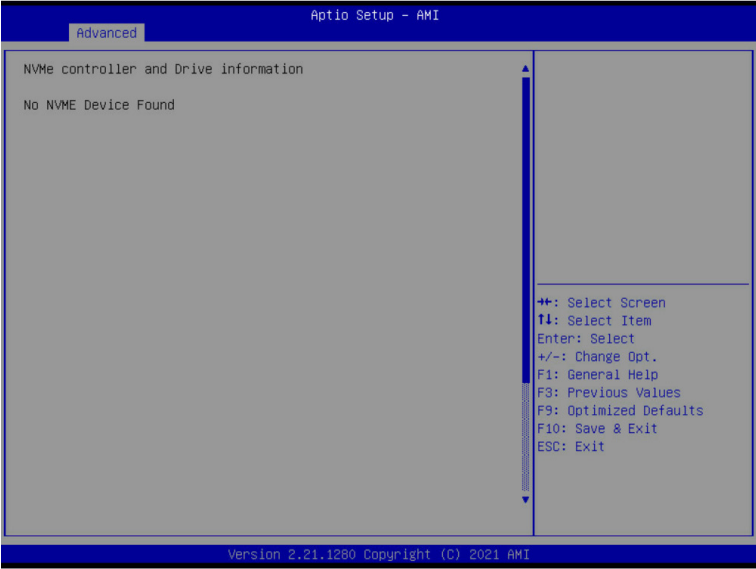 Aptio Setup – AMI
Advanced
NVMe controller and Drive information
No NVME Device Found
→←: Select Screen
↑↓: Select Item
Enter: Select
+/-: Change Opt.
F1: General Help
F3: Previous Values
F9: Optimized Defaults
F10: Save & Exit
ESC: Exit
Version 2.21.1280 Copyright (C) 2021 AMI